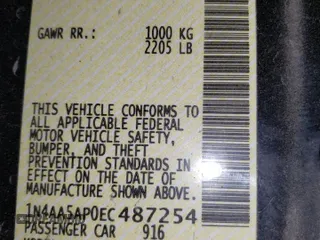 GAWR RR.: 1000 KG
2205 LB
THIS VEHICLE CONFORMS TO
ALL APPLICABLE FEDERAL
MOTOR VEHICLE SAFETY,
BUMPER, AND THEFT
PREVENTION STANDARDS IN
EFFECT ON THE DATE OF
MANUFACTURE SHOWN ABOVE.
1N4AA5AP0EC487254
PASSENGER CAR 916